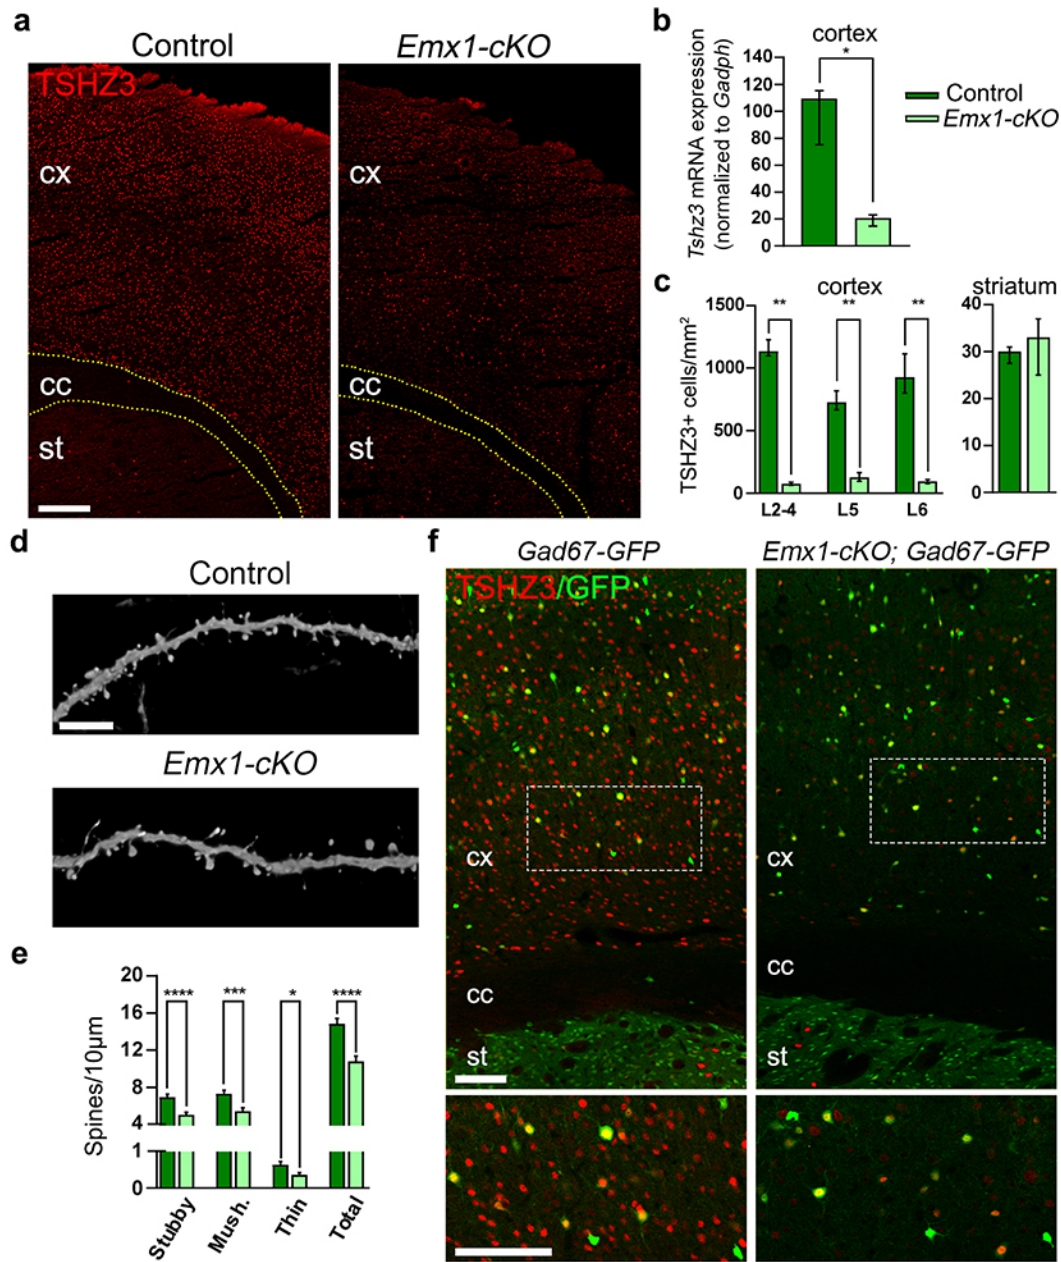 a
Control
Emx1-cKO
TSHZ3
cx
cx
cc
cc
st
st
b
cortex
*
Tshz3 mRNA expression
(normalized to Gadph)
140
120
100
80
60
40
20
0
Control
Emx1-cKO
c
cortex
striatum
TSHZ3+ cells/mm²
1500
1000
500
0
**
**
**
L2-4
L5
L6
40
30
20
10
0
d
Control
Emx1-cKO
e
Spines/10µm
20
16
12
8
4
1
0
****
***
*
****
Stubby
Mush.
Thin
Total
f
Gad67-GFP
Emx1-cKO; Gad67-GFP
TSHZ3/GFP
cx
cx
cc
cc
st
st